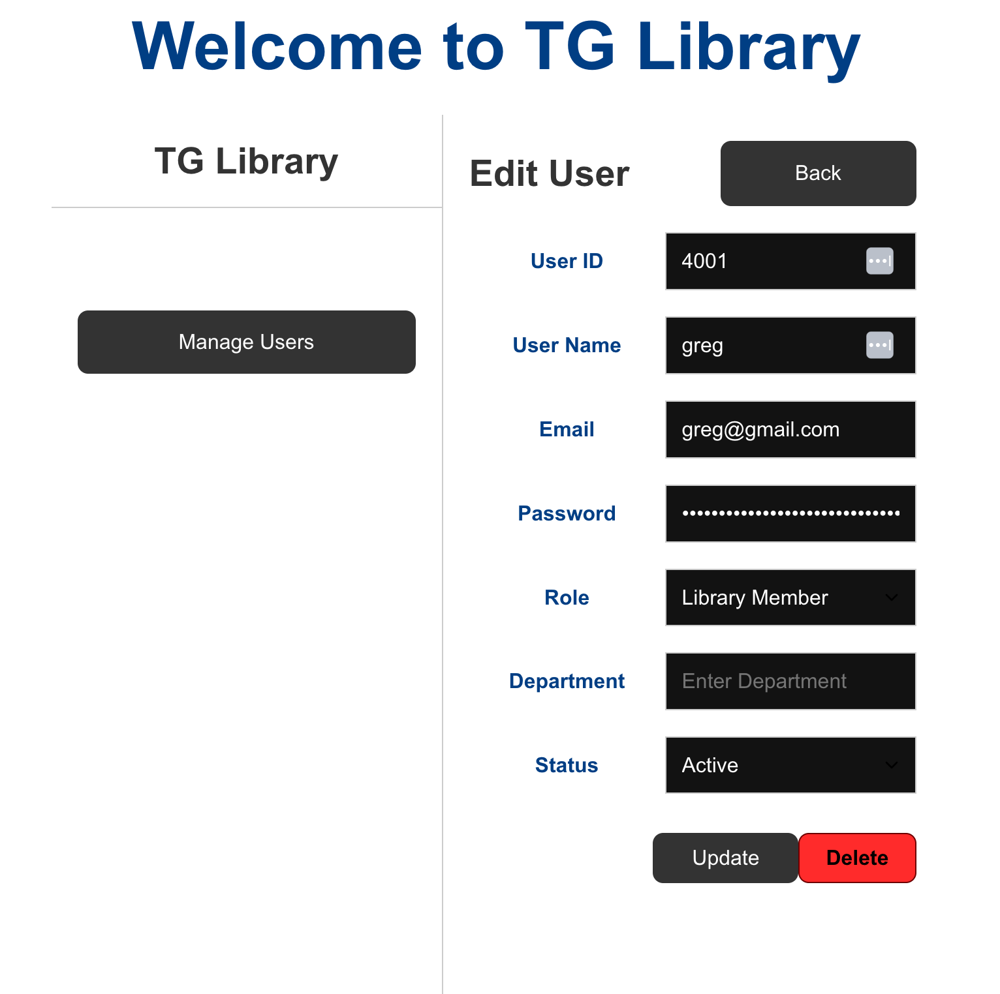 Welcome to TG Library
TG Library
Manage Users
Edit User
Back
User ID
4001
User Name
greg
Email
greg@gmail.com
Password
••••••••••••••••••••••••••••••
Role
Library Member
Department
Enter Department
Status
Active
Update
Delete